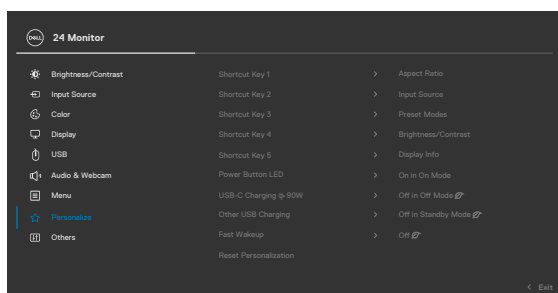 DELL 24 Monitor
Brightness/Contrast Shortcut Key 1 > Aspect Ratio
Input Source Shortcut Key 2 > Input Source
Color Shortcut Key 3 > Preset Modes
Display Shortcut Key 4 > Brightness/Contrast
USB Shortcut Key 5 > Display Info
Audio & Webcam Power Button LED > On in On Mode
Menu USB-C Charging 90W > Off in Off Mode
Personalize Other USB Charging > Off in Standby Mode
Others Fast Wakeup > Off
Reset Personalization
< Exit